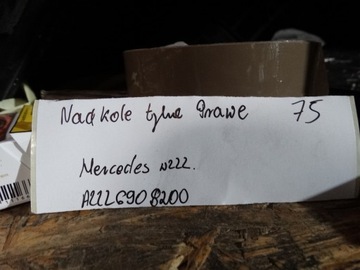 Nadkole tylne Prawe 75
Mercedes w222.
A2226908200